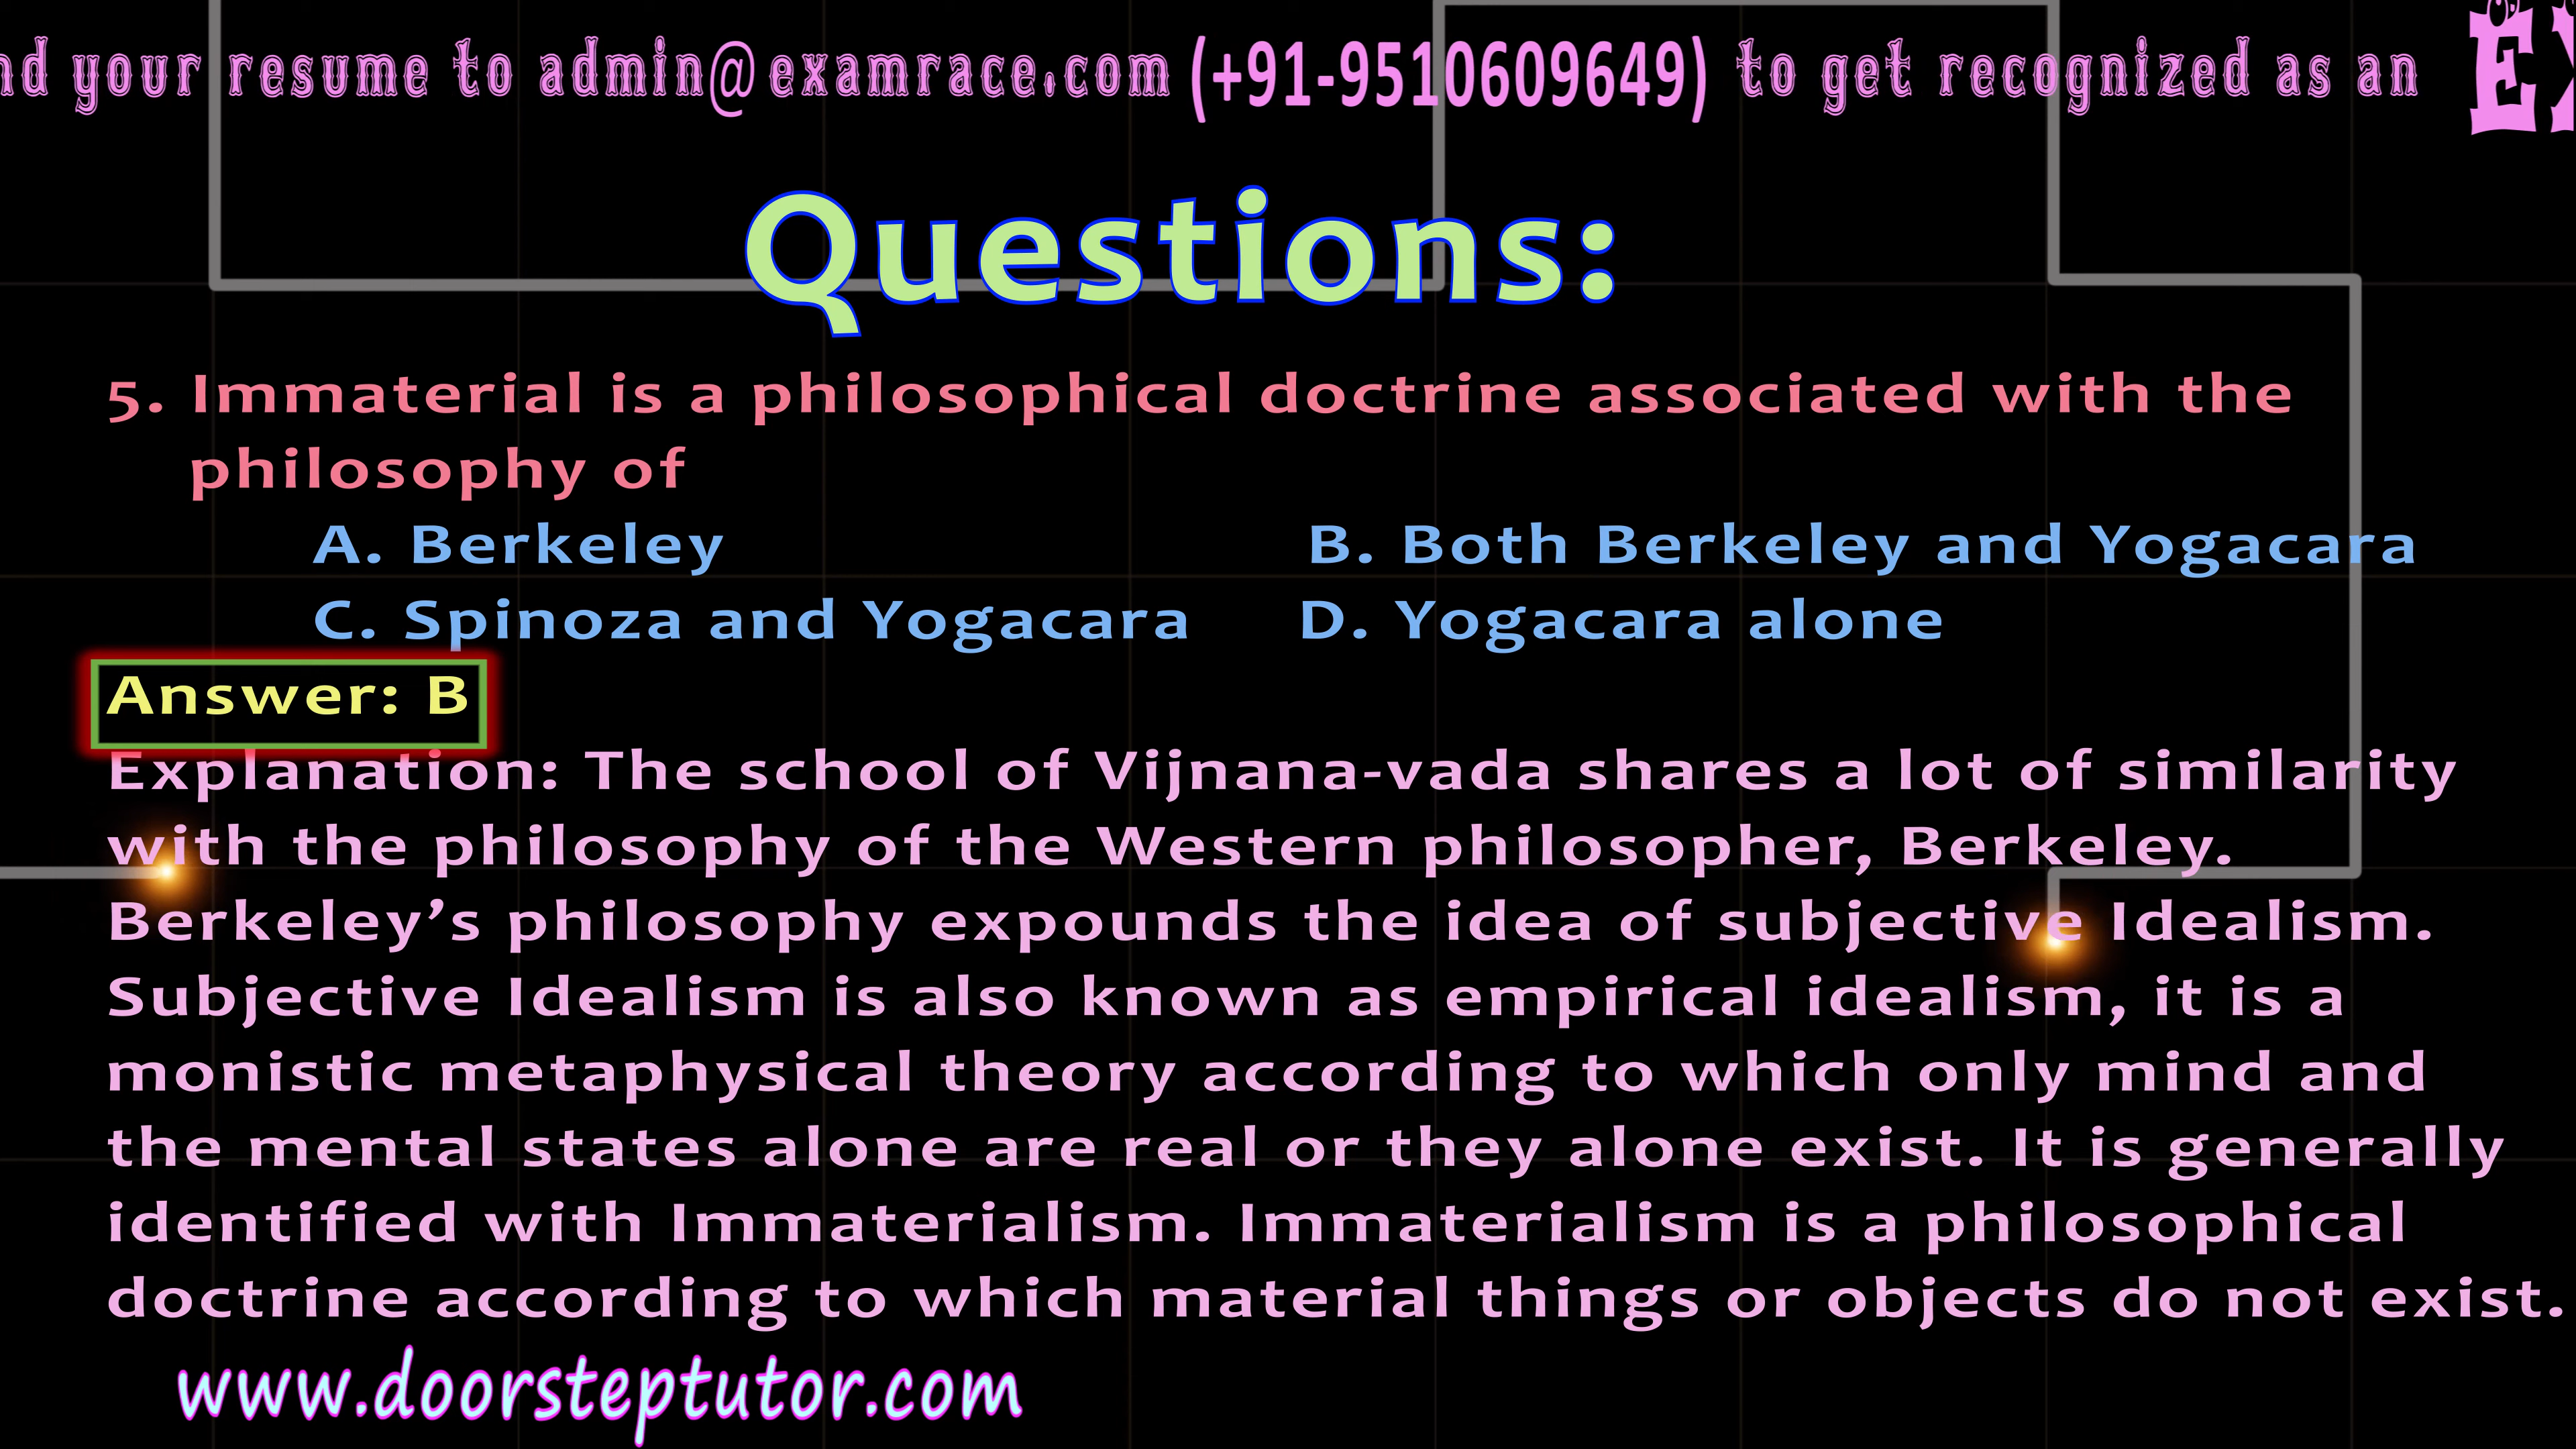 nd your resume to admin@examrace.com (+91-9510609649) to get recognized as an
Questions:
5. Immaterial is a philosophical doctrine associated with the
philosophy of
A. Berkeley B. Both Berkeley and Yogacara
C. Spinoza and Yogacara D. Yogacara alone
Answer: B
Explanation: The school of Vijnana-vada shares a lot of similarity
with the philosophy of the Western philosopher, Berkeley.
Berkeley’s philosophy expounds the idea of subjective Idealism.
Subjective Idealism is also known as empirical idealism, it is a
monistic metaphysical theory according to which only mind and
the mental states alone are real or they alone exist. It is generally
identified with Immaterialism. Immaterialism is a philosophical
doctrine according to which material things or objects do not exist.
www.doorsteptutor.com